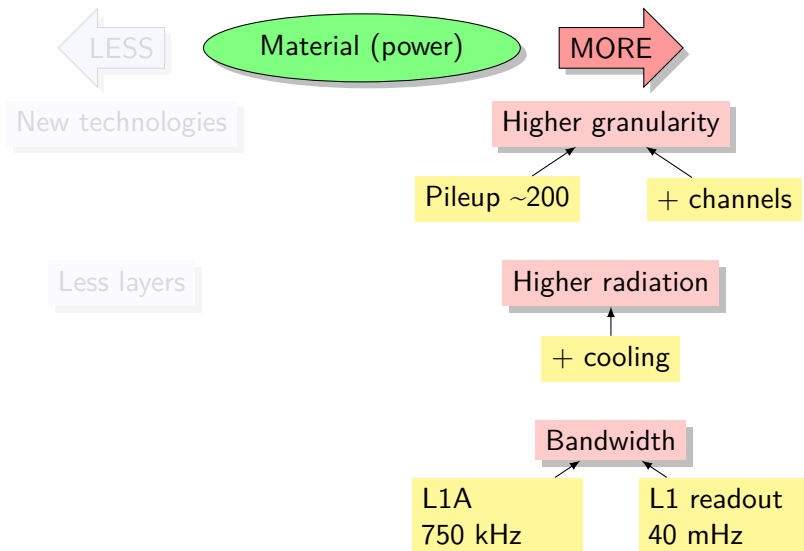 LESS
Material (power)
MORE
New technologies
Higher granularity
Pileup ~200
+ channels
Less layers
Higher radiation
+ cooling
Bandwidth
L1A
750 kHz
L1 readout
40 mHz